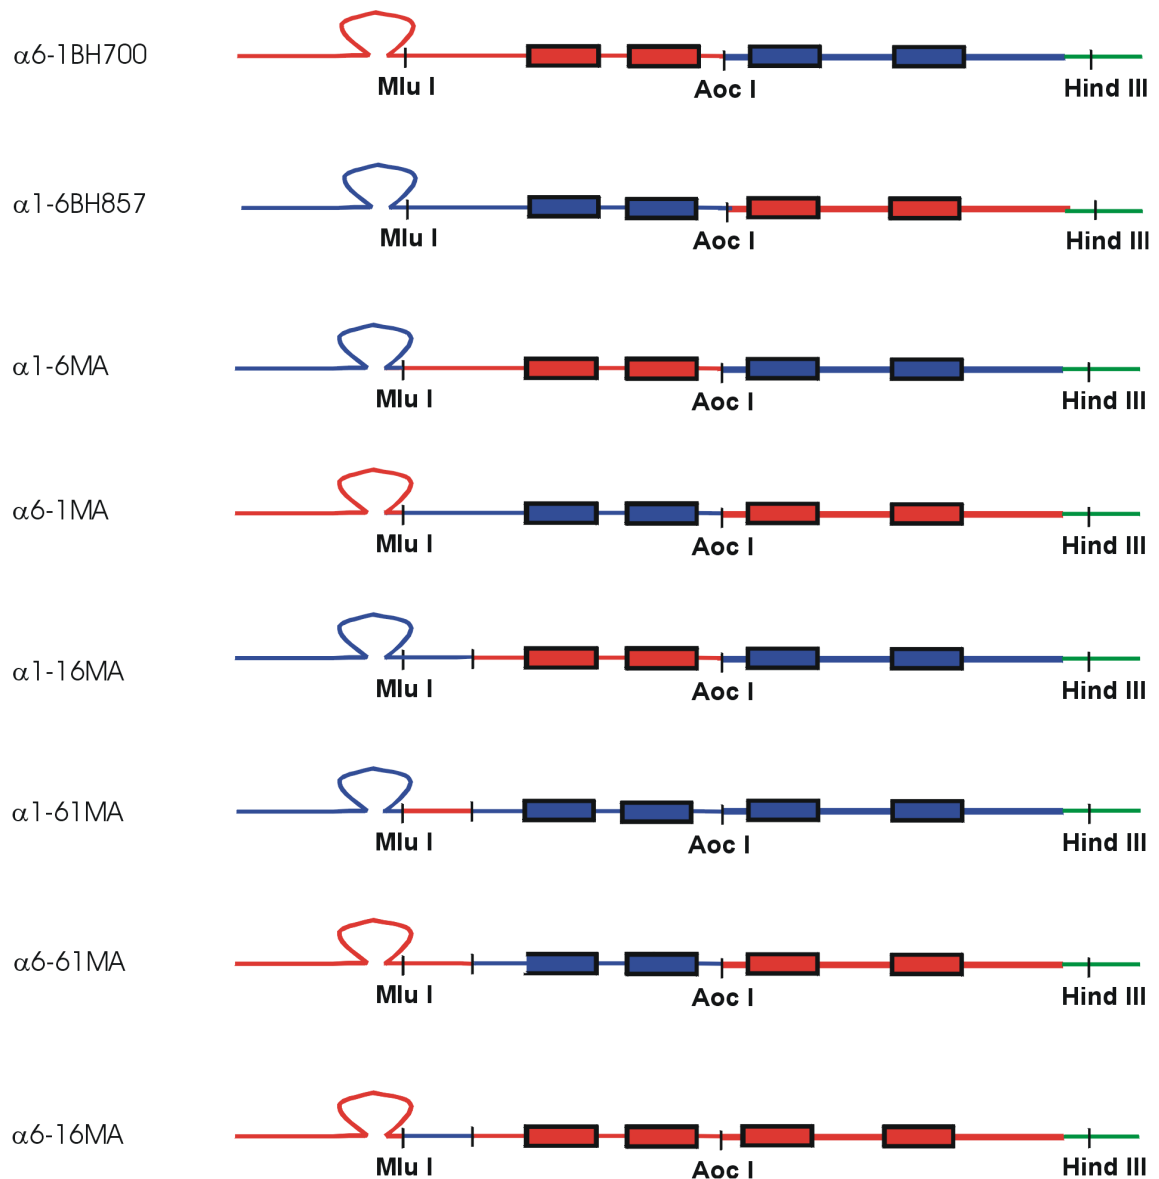 α6-1BH700
Mlu I
Aoc I
Hind III
α1-6BH857
Mlu I
Aoc I
Hind III
α1-6MA
Mlu I
Aoc I
Hind III
α6-1MA
Mlu I
Aoc I
Hind III
α1-16MA
Mlu I
Aoc I
Hind III
α1-61MA
Mlu I
Aoc I
Hind III
α6-61MA
Mlu I
Aoc I
Hind III
α6-16MA
Mlu I
Aoc I
Hind III